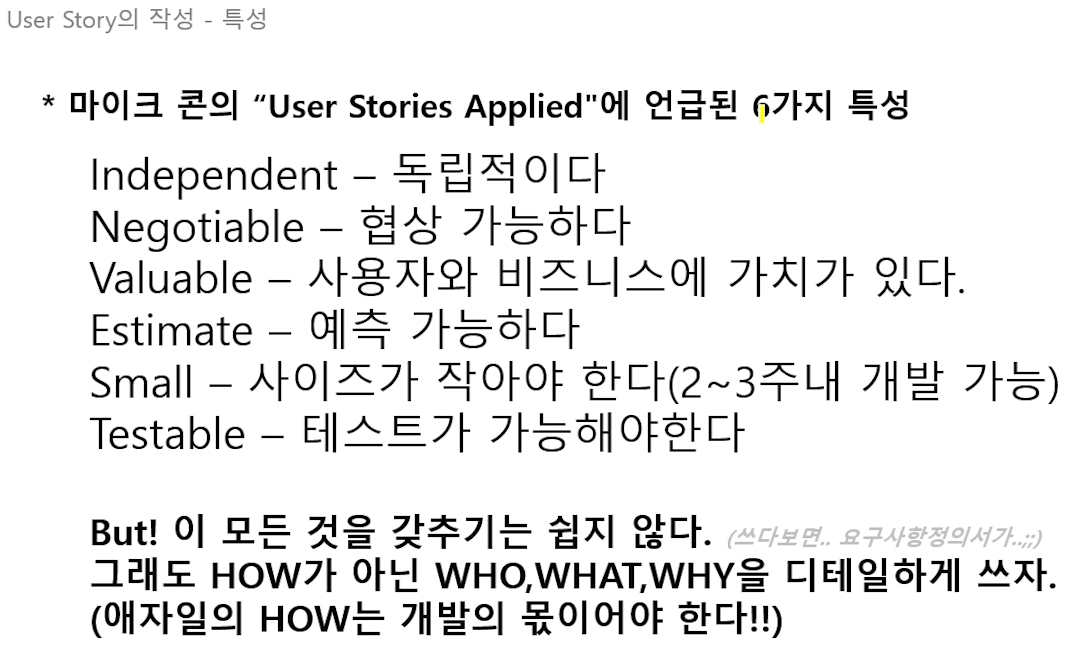 User Story의 작성 - 특성
* 마이크 콘의 “User Stories Applied"에 언급된 6가지 특성
Independent – 독립적이다
Negotiable – 협상 가능하다
Valuable – 사용자와 비즈니스에 가치가 있다.
Estimate – 예측 가능하다
Small – 사이즈가 작아야 한다(2~3주내 개발 가능)
Testable – 테스트가 가능해야한다
But! 이 모든 것을 갖추기는 쉽지 않다. (쓰다보면.. 요구사항정의서가..;;)
그래도 HOW가 아닌 WHO,WHAT,WHY을 디테일하게 쓰자.
(애자일의 HOW는 개발의 몫이어야 한다!!)